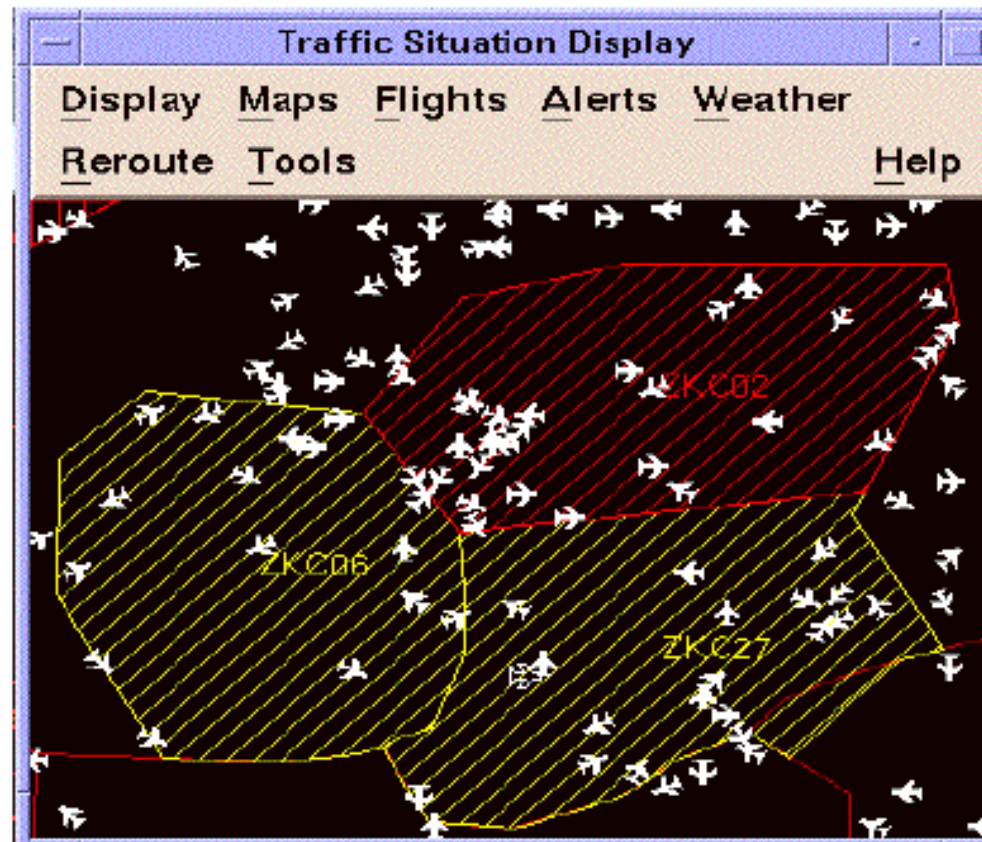 Traffic Situation Display
Display Maps Flights Alerts Weather
Reroute Tools Help
ZKC02
ZKC06
ZKC27